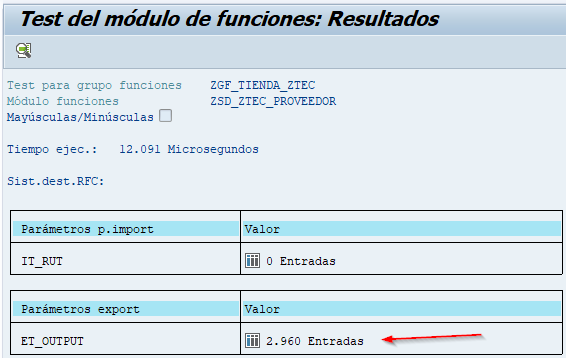 Test del módulo de funciones: Resultados
Test para grupo funciones ZGF_TIENDA_ZTEC
Módulo funciones ZSD_ZTEC_PROVEEDOR
Mayúsculas/Minúsculas
Tiempo ejec.: 12.091 Microsegundos
Sist.dest.RFC:
Parámetros p.import Valor
IT_RUT 0 Entradas
Parámetros export Valor
ET_OUTPUT 2.960 Entradas